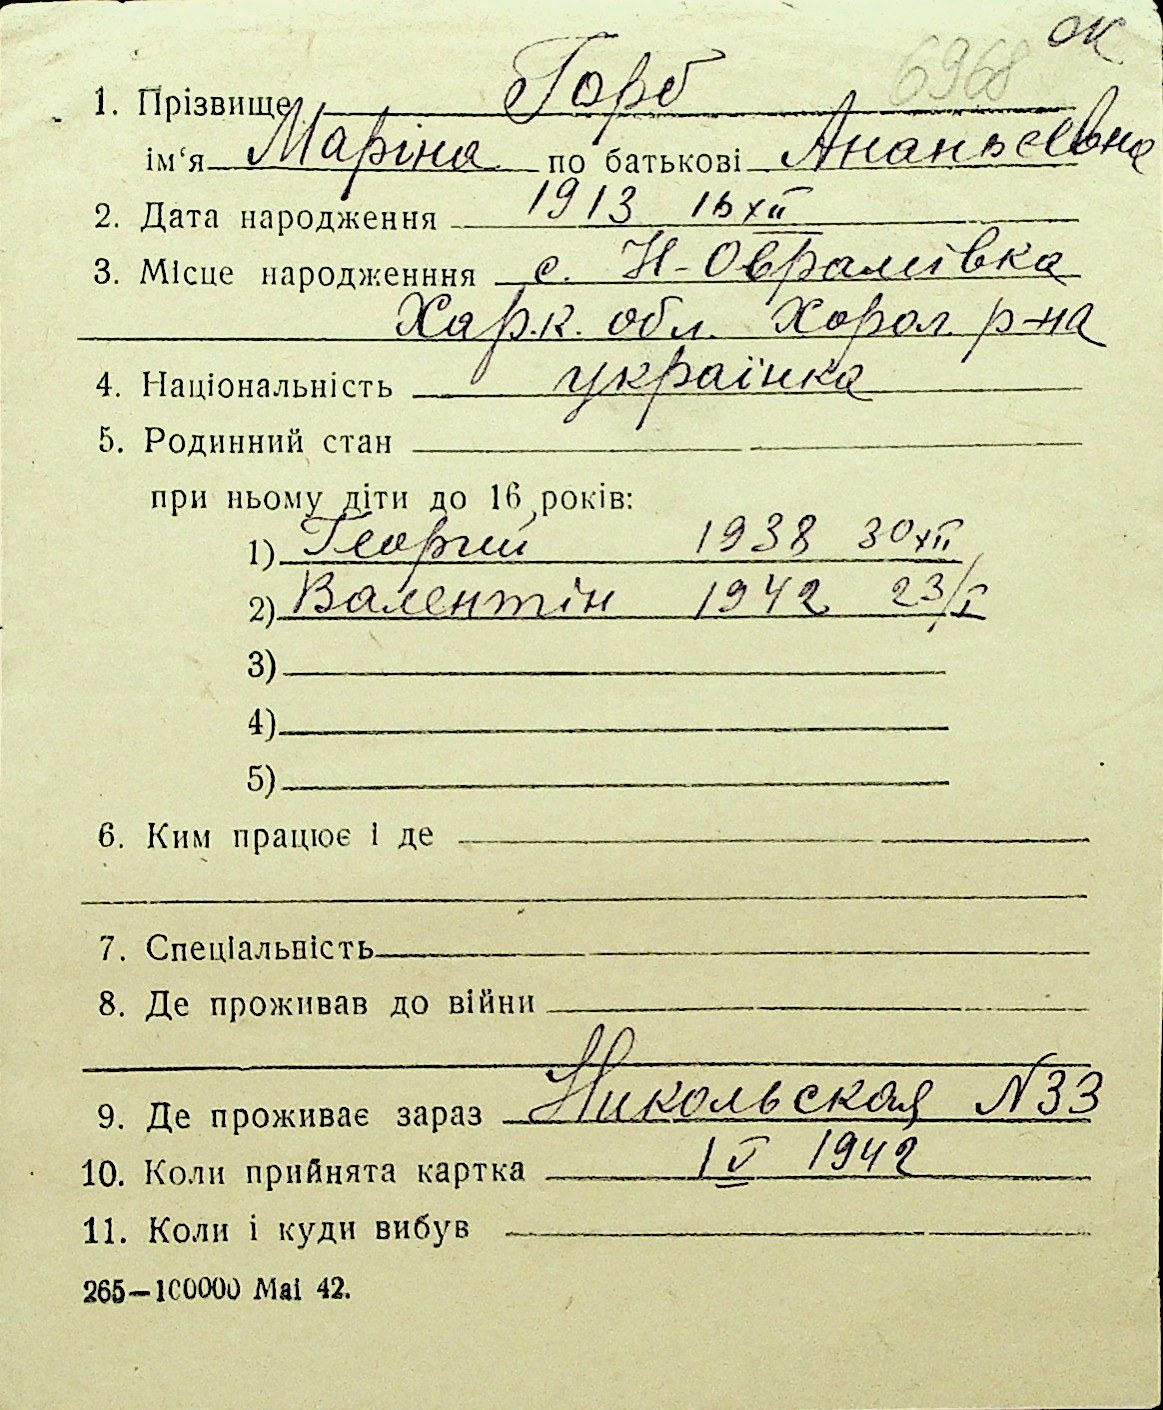 ок
6968
1. Прізвище Горб
ім‘я Маріна по батькові Ананьєвна
2. Дата народження 1913 16 XII
3. Місце народженння с. Н-Оврамівка
Харк. обл. Хорол. р-на
4. Національність українка
5. Родинний стан
при ньому діти до 16 років:
1) Георгий 1938 30 XII
2) Валентін 1942 23/I
3)
4)
5)
6. Ким працює і де
7. Спеціальність
8. Де проживав до війни
9. Де проживає зараз Никольская N 33
10. Коли прийнята картка 1 V 1942
11. Коли і куди вибув
265—100000 Mai 42.